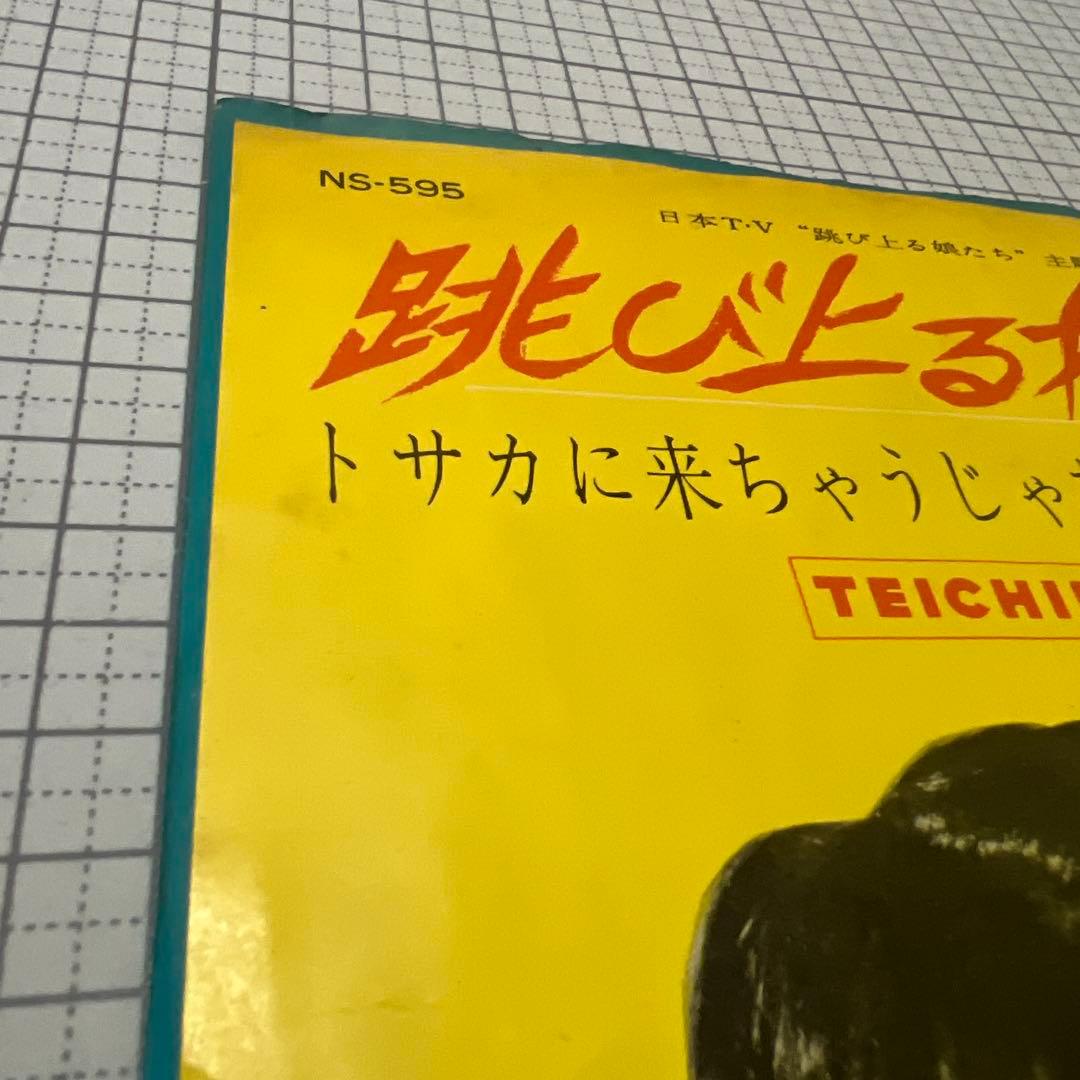 NS-595
日本T・V “跳び上る娘たち” 主
跳び上る
トサカに来ちゃうじゃ
TEICHI